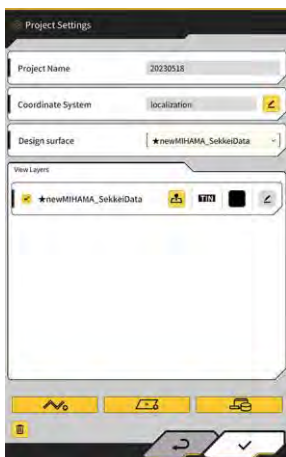 Project Settings
Project Name 20230518
Coordinate System localization
Design surface ★newMIHAMA_SekkeiData
View Layers
★newMIHAMA_SekkeiData TIN